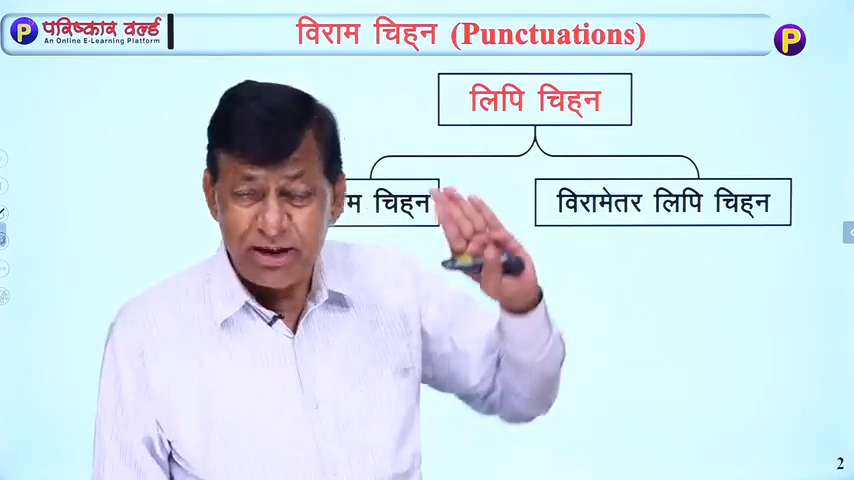 परिष्कार वर्ल्ड
An Online E-Learning Platform
विराम चिह्न (Punctuations)
P
P
लिपि चिह्न
चिह्न
विरामेतर लिपि चिह्न
2